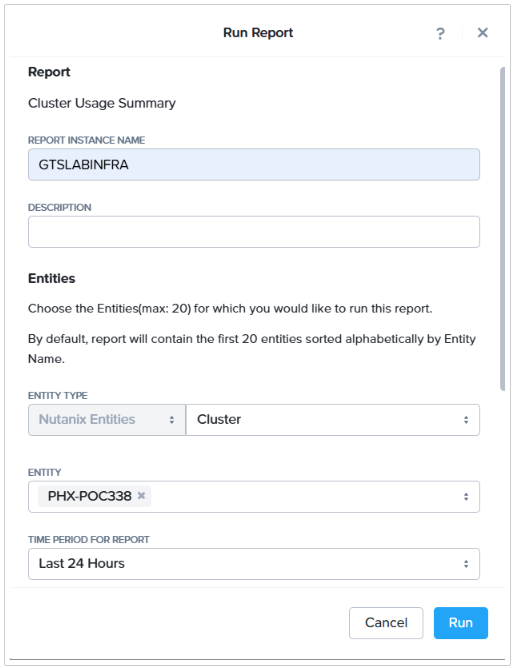 Run Report
?
×
Report
Cluster Usage Summary
REPORT INSTANCE NAME
GTSLABINFRA
DESCRIPTION
Entities
Choose the Entities(max: 20) for which you would like to run this report.
By default, report will contain the first 20 entities sorted alphabetically by Entity
Name.
ENTITY TYPE
Nutanix Entities
Cluster
ENTITY
PHX-POC338 ×
TIME PERIOD FOR REPORT
Last 24 Hours
Cancel
Run